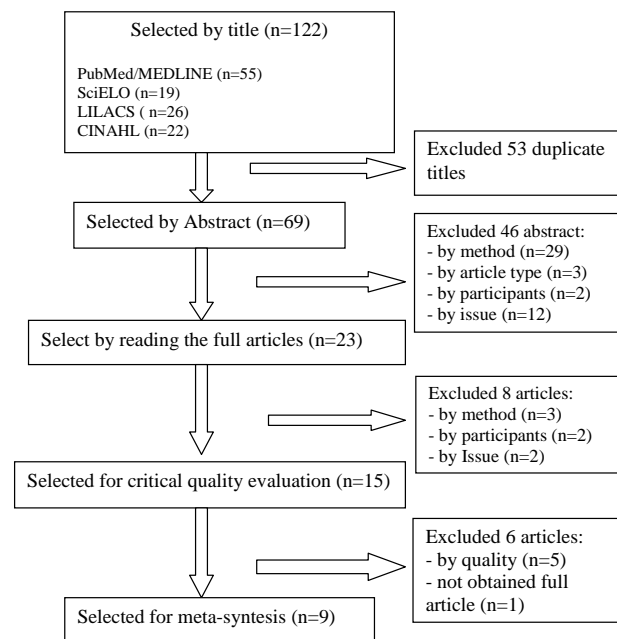 Selected by title (n=122)
PubMed/MEDLINE (n=55)
SciELO (n=19)
LILACS ( n=26)
CINAHL (n=22)
Excluded 53 duplicate
titles
Selected by Abstract (n=69)
Excluded 46 abstract:
- by method (n=29)
- by article type (n=3)
- by participants (n=2)
- by issue (n=12)
Select by reading the full articles (n=23)
Excluded 8 articles:
- by method (n=3)
- by participants (n=2)
- by Issue (n=2)
Selected for critical quality evaluation (n=15)
Excluded 6 articles:
- by quality (n=5)
- not obtained full
article (n=1)
Selected for meta-syntesis (n=9)